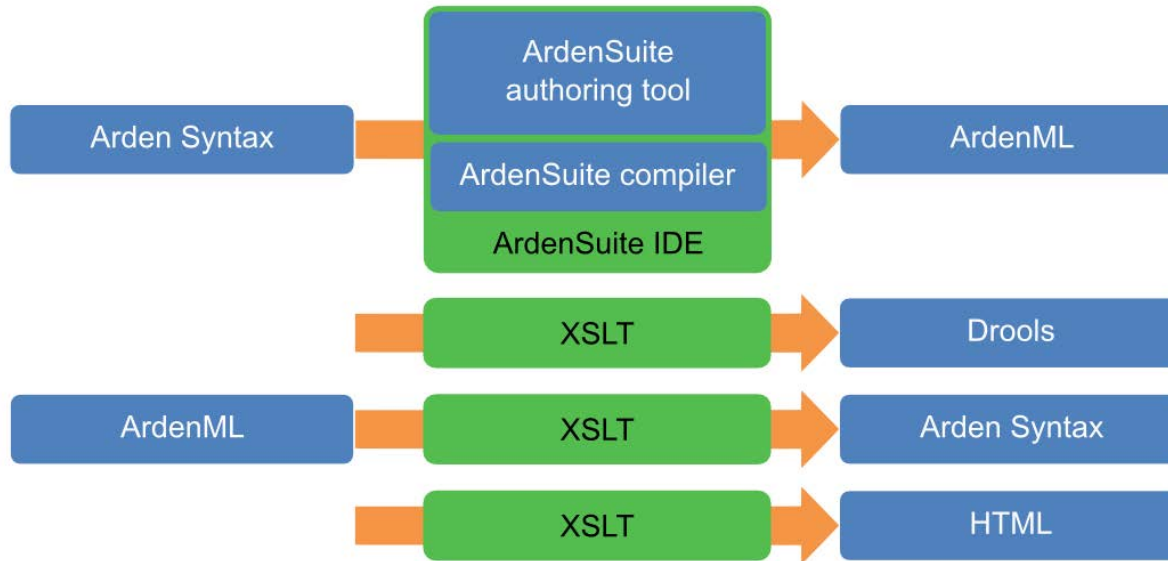 ArdenSuite
authoring tool
Arden Syntax
ArdenML
ArdenSuite compiler
ArdenSuite IDE
XSLT
Drools
ArdenML
XSLT
Arden Syntax
XSLT
HTML